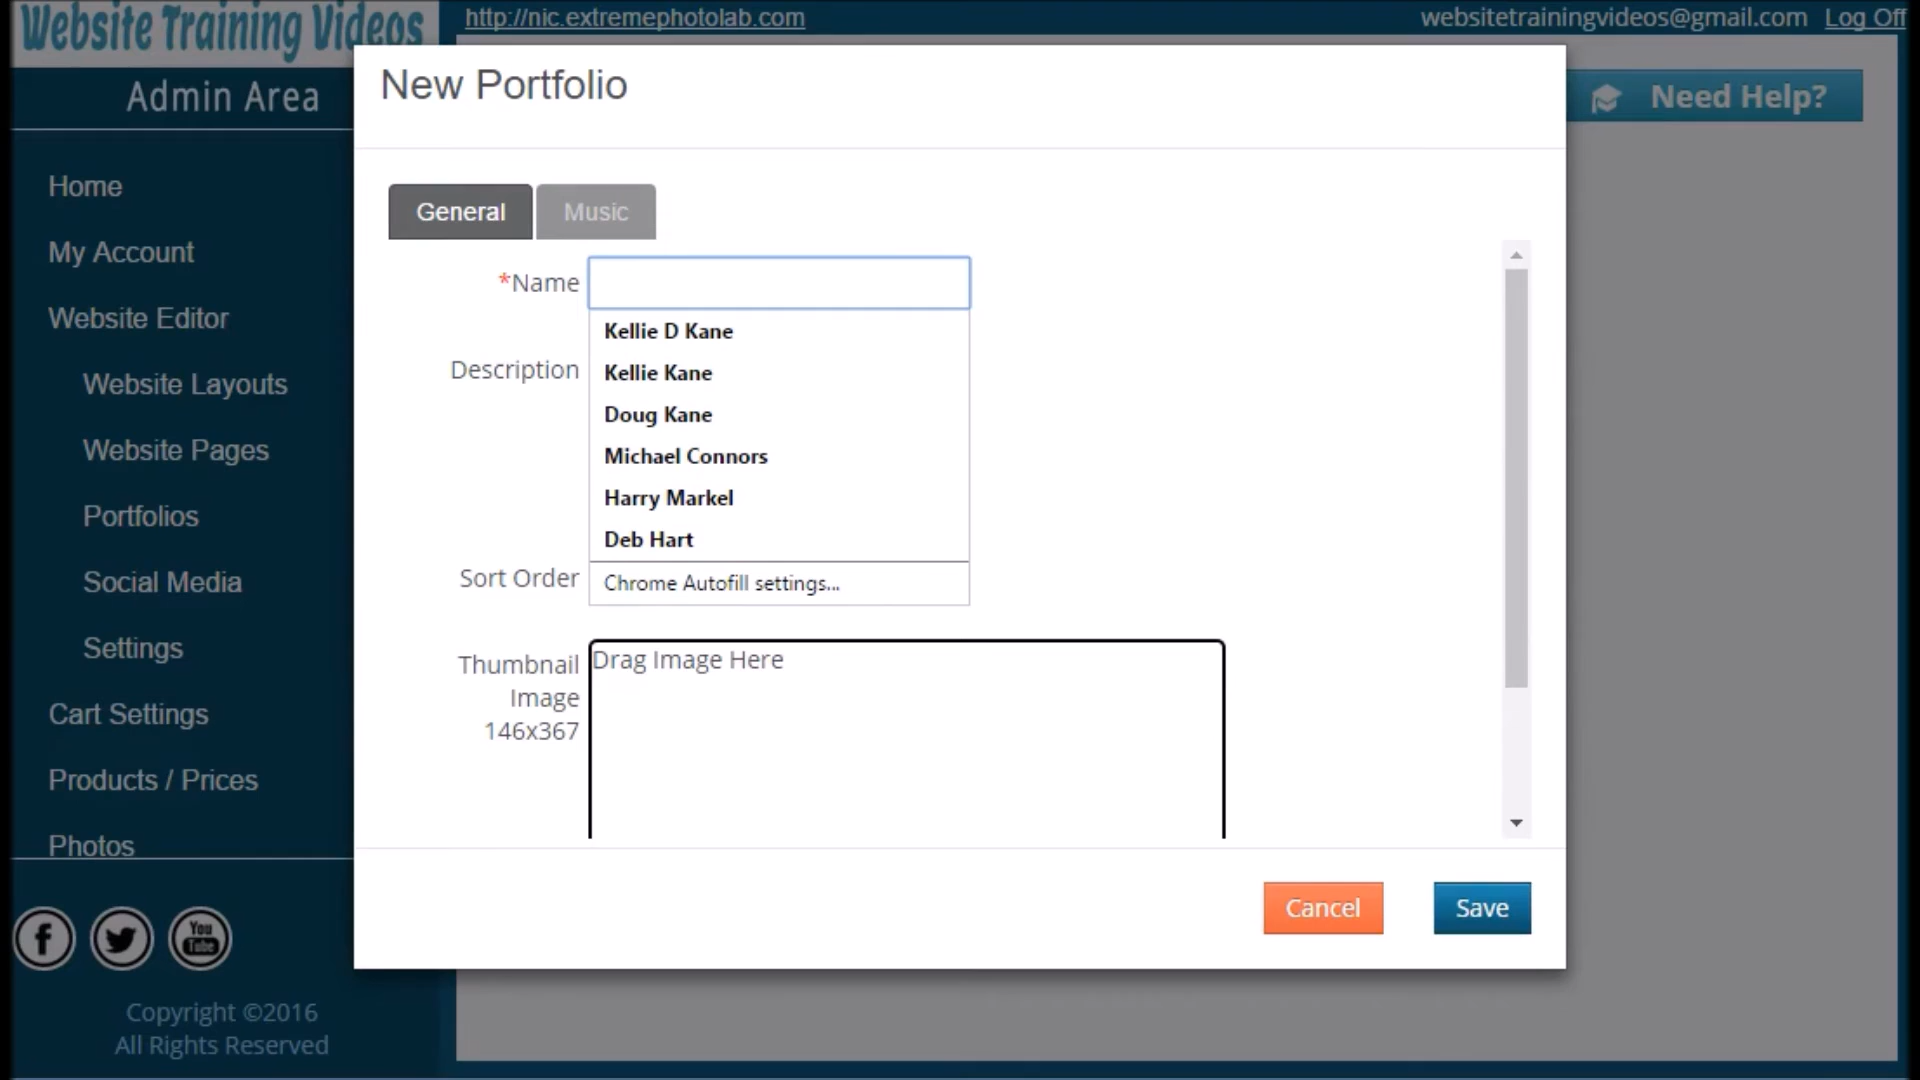 Website Training Videos
http://nic.extremephotolab.com
websitetrainingvideos@gmail.com Log Off
Admin Area
Need Help?
Home
My Account
Website Editor
Website Layouts
Website Pages
Portfolios
Social Media
Settings
Cart Settings
Products / Prices
Photos
You
Tube
Copyright ©2016
All Rights Reserved
New Portfolio
General Music
*Name
Kellie D Kane
Kellie Kane
Doug Kane
Michael Connors
Harry Markel
Deb Hart
Chrome Autofill settings...
Description
Sort Order
Thumbnail
Image
146x367
Drag Image Here
Cancel Save